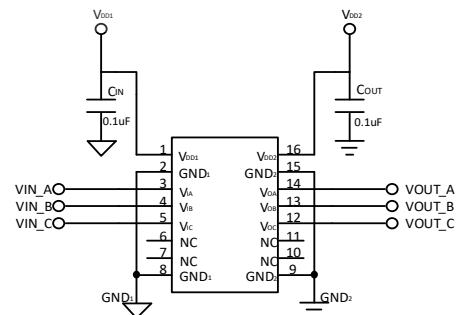 VDD1 VDD2
CIN COUT
0.1uF 0.1uF
1 VDD1 VDD2 16
2 GND1 GND2 15
VIN_A 3 VIA VOA 14 VOUT_A
VIN_B 4 VIB VOB 13 VOUT_B
VIN_C 5 VIC VOC 12 VOUT_C
6 NC NC 11
7 NC NC 10
8 GND1 GND2 9
GND1 GND2